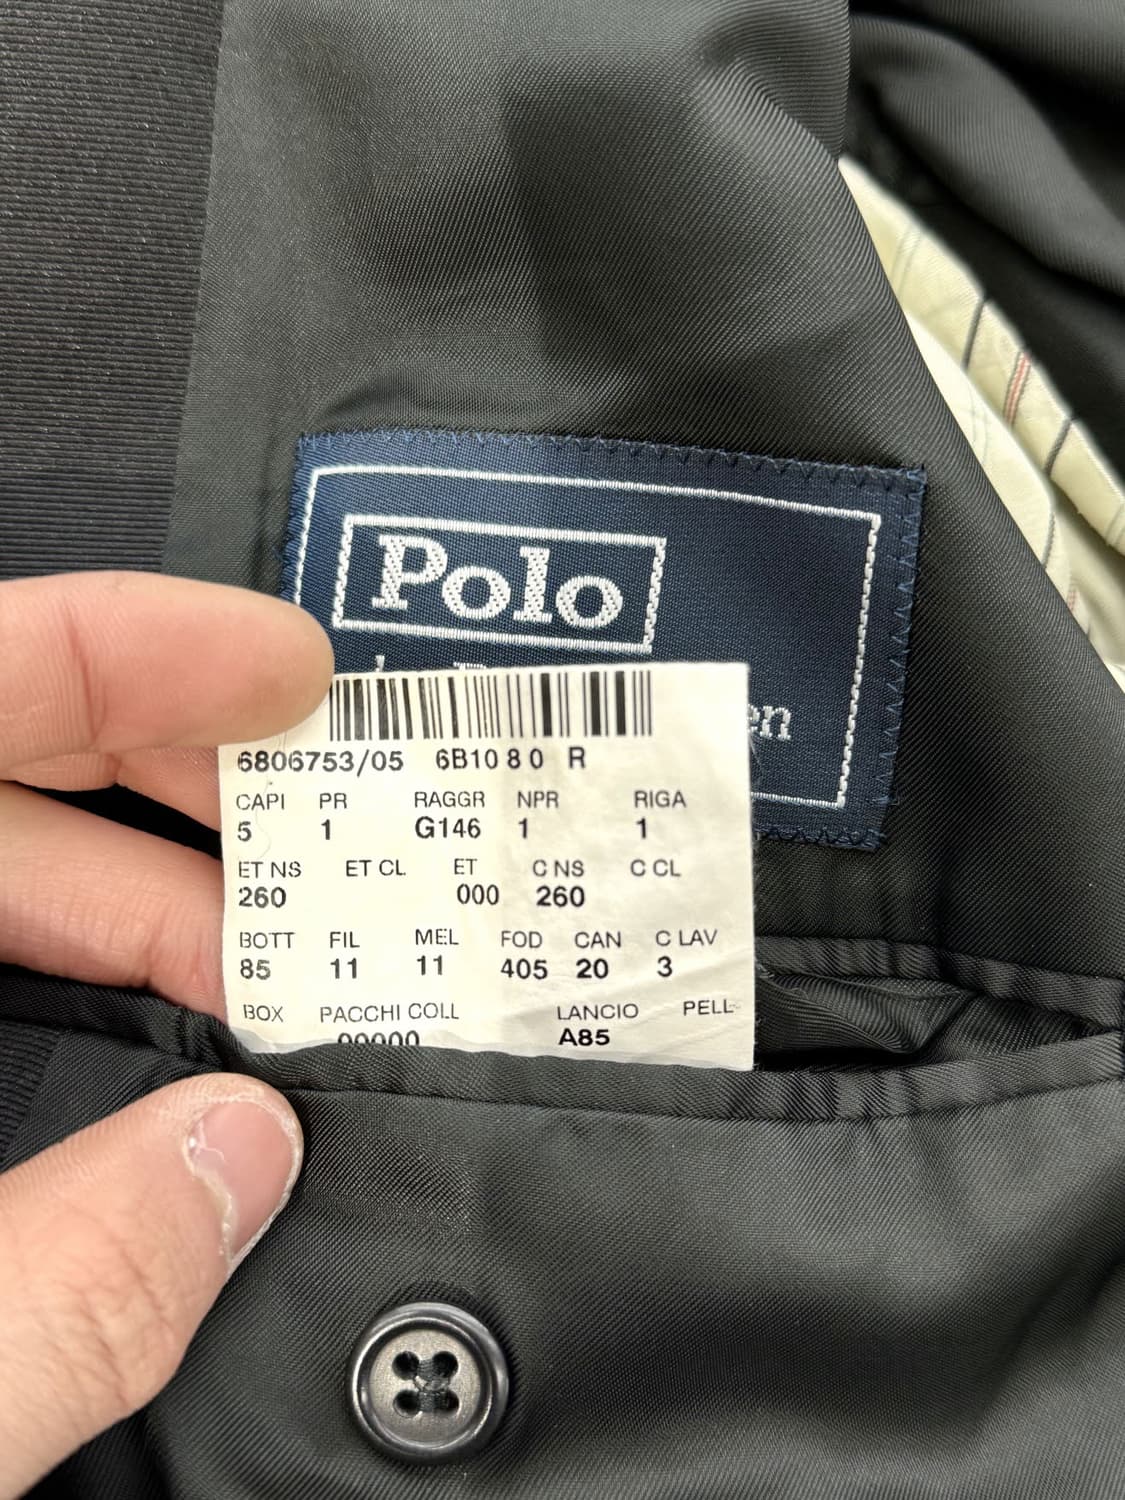 Polo
6806753/05 6B10 8 0 R
CAPI PR RAGGR NPR RIGA
5 1 G146 1 1
ET NS ET CL ET C NS C CL
260 000 260
BOTT FIL MEL FOD CAN C LAV
85 11 11 405 20 3
BOX PACCHI COLL LANCIO PELL
00000 A85